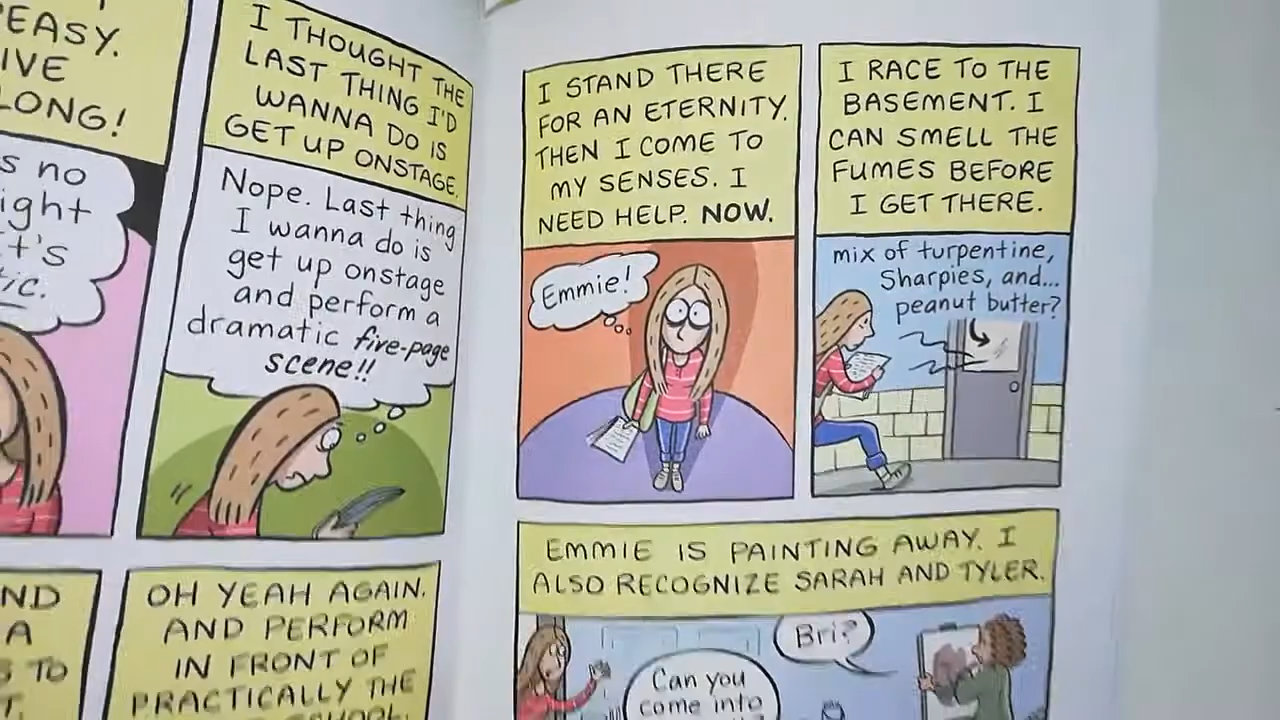 EASY.
IVE
LONG!
s no
ight
t's
ic.
I THOUGHT THE
LAST THING I'D
WANNA DO IS
GET UP ONSTAGE.
Nope. Last thing
I wanna do is
get up onstage
and perform a
dramatic five-page
scene!!
ND
A
S TO
T.
OH YEAH AGAIN.
AND PERFORM
IN FRONT OF
PRACTICALLY THE
SCHOOL.
I STAND THERE
FOR AN ETERNITY.
THEN I COME TO
MY SENSES. I
NEED HELP. NOW.
Emmie!
I RACE TO THE
BASEMENT. I
CAN SMELL THE
FUMES BEFORE
I GET THERE.
mix of turpentine,
Sharpies, and...
peanut butter?
EMMIE IS PAINTING AWAY. I
ALSO RECOGNIZE SARAH AND TYLER.
Bri?
Can you
come into